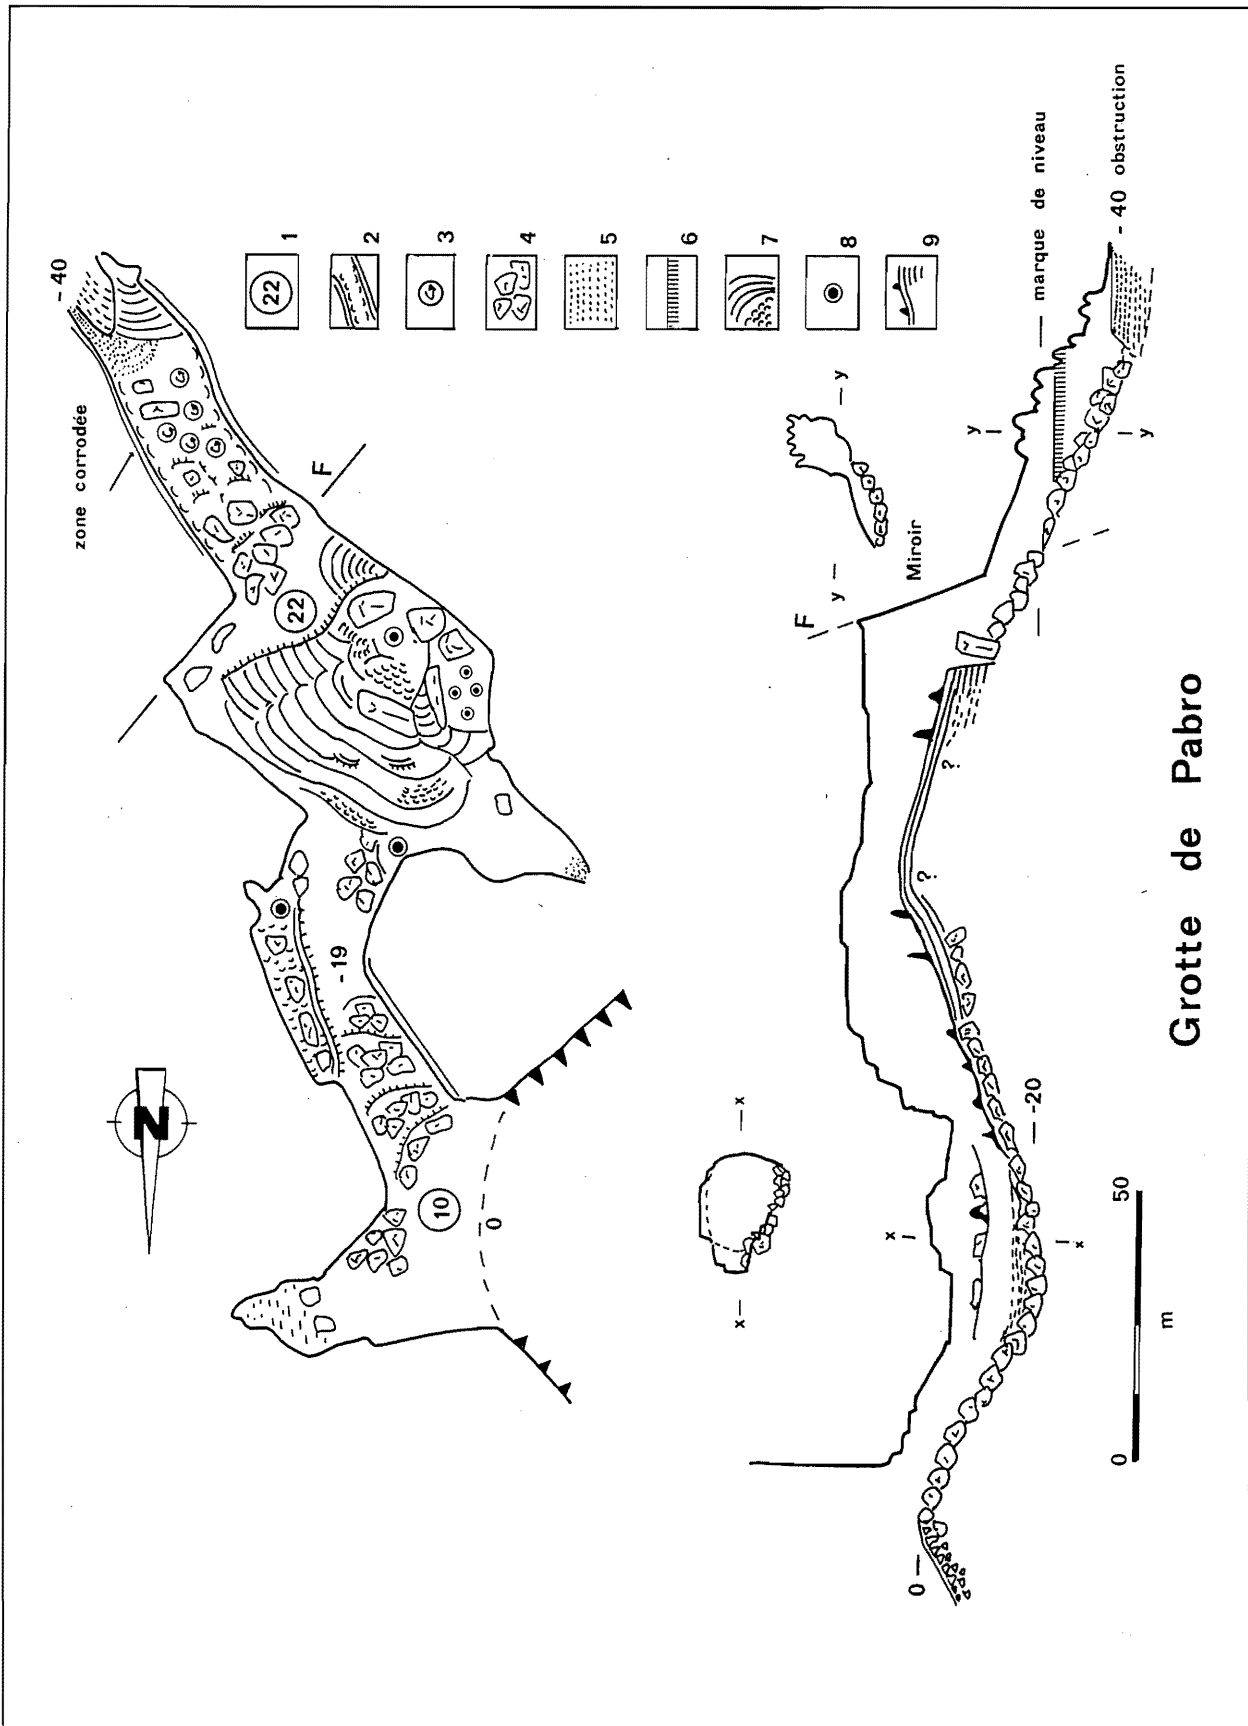 - 40
zone corrodée
F
22
-19
10
0
N
22 1
2
3
4
5
6
7
8
9
y
y
Miroir
F
x
x
— marque de niveau
- 40 obstruction
y
y
?
?
x
x
-20
0
0 50
m
Grotte de Pabro